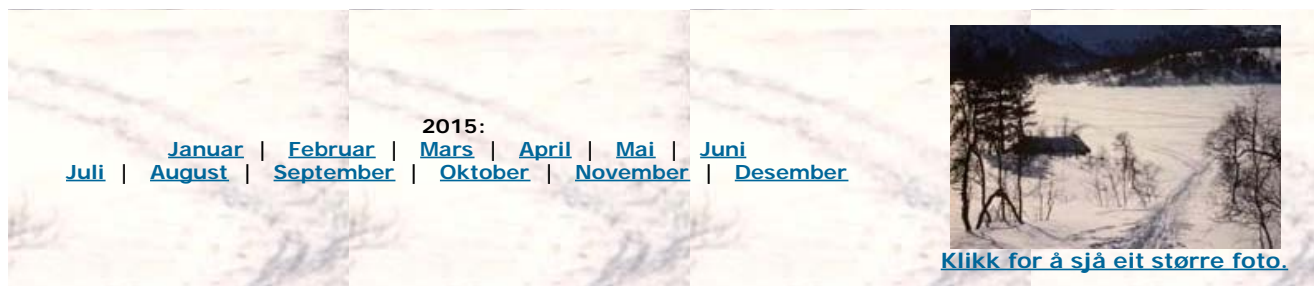 2015:
Januar | Februar | Mars | April | Mai | Juni
Juli | August | September | Oktober | November | Desember
Klikk for å sjå eit større foto.